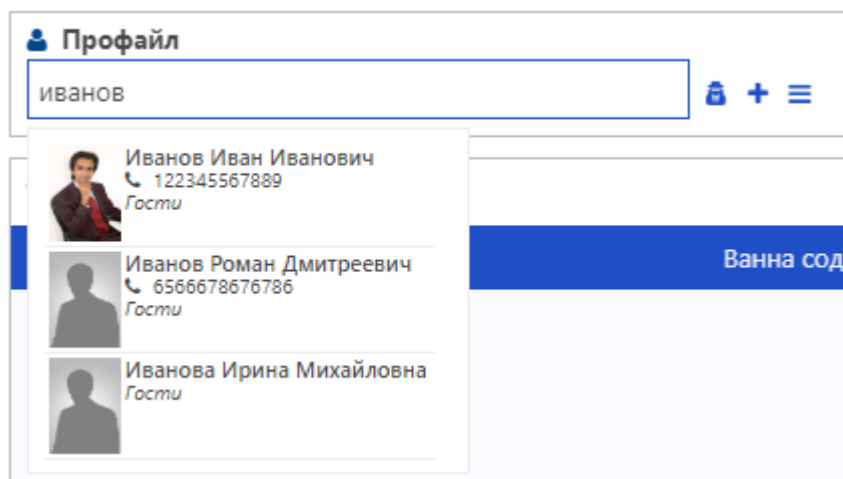 Профайл
иванов
Иванов Иван Иванович
122345567889
Гости
Ванна сод
Иванов Роман Дмитреевич
6566678676786
Гости
Иванова Ирина Михайловна
Гости